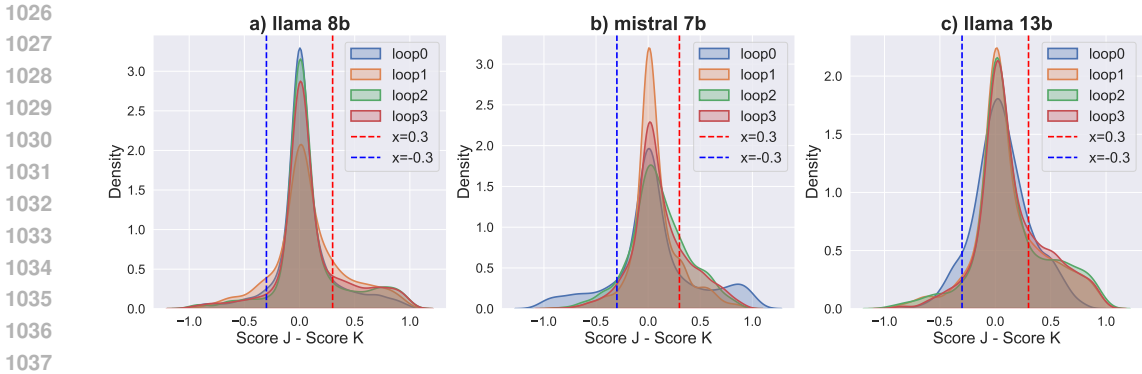 1026
1027
1028
1029
1030
1031
1032
1033
1034
1035
1036
1037
a) llama 8b
Density
3.0
2.5
2.0
1.5
1.0
0.5
0.0
loop0
loop1
loop2
loop3
x=0.3
x=-0.3
−1.0 −0.5 0.0 0.5 1.0
Score J - Score K
b) mistral 7b
Density
3.0
2.5
2.0
1.5
1.0
0.5
0.0
loop0
loop1
loop2
loop3
x=0.3
x=-0.3
−1.0 −0.5 0.0 0.5 1.0
Score J - Score K
c) llama 13b
Density
2.0
1.5
1.0
0.5
0.0
loop0
loop1
loop2
loop3
x=0.3
x=-0.3
−1.0 −0.5 0.0 0.5 1.0
Score J - Score K